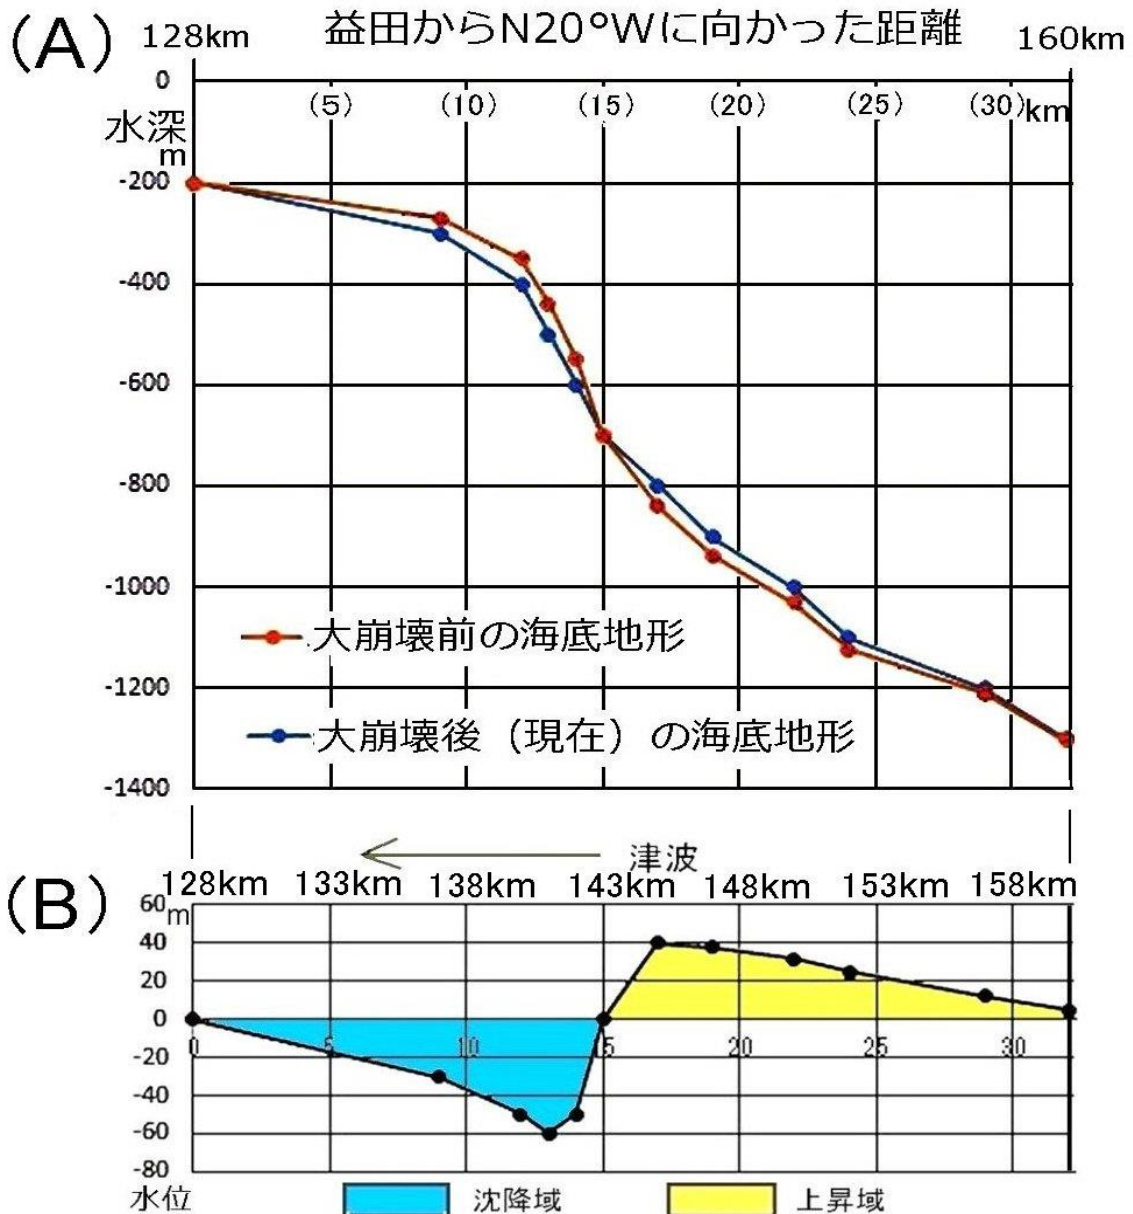 (A)
128km
益田からN20°Wに向かった距離
160km
0
(5) (10) (15) (20) (25) (30)km
水深
m
-200
-400
-600
-800
-1000
大崩壊前の海底地形
-1200
大崩壊後（現在）の海底地形
-1400
津波
(B)
128km 133km 138km 143km 148km 153km 158km
60
m
40
20
0
0 5 10 15 20 25 30
-20
-40
-60
-80
水位 沈降域 上昇域